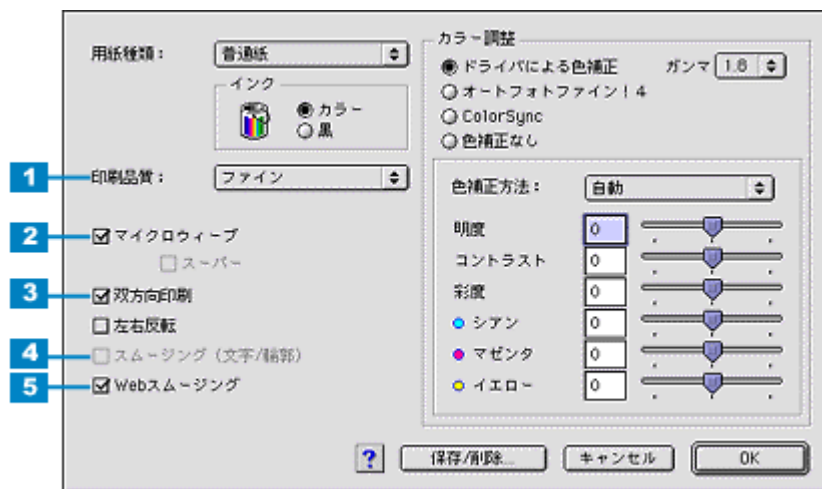 用紙種類：
普通紙
インク
カラー
黒
1
印刷品質：
ファイン
2
マイクロウィーブ
スーパー
3
双方向印刷
左右反転
4
スムージング（文字/輪郭）
5
Webスムージング
カラー調整
ドライバによる色補正
ガンマ
1.8
オートフォトファイン！4
ColorSync
色補正なし
色補正方法：
自動
明度
0
コントラスト
0
彩度
0
シアン
0
マゼンタ
0
イエロー
0
?
保存/削除...
キャンセル
OK